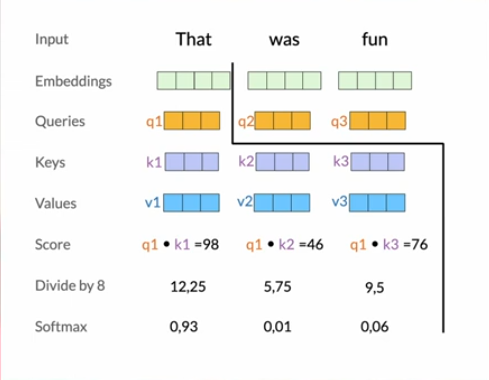 Input That was fun
Embeddings
Queries q1 q2 q3
Keys k1 k2 k3
Values v1 v2 v3
Score q1 • k1 =98 q1 • k2 =46 q1 • k3 =76
Divide by 8 12,25 5,75 9,5
Softmax 0,93 0,01 0,06